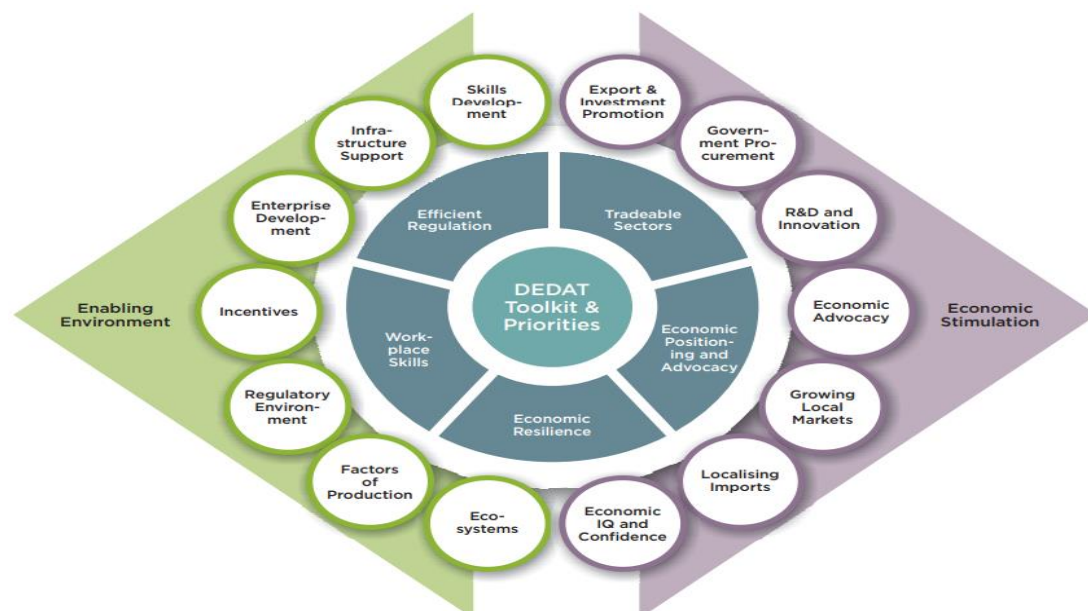 Skills
Develop-
ment
Export &
Investment
Promotion
Infra-
structure
Support
Govern-
ment Pro-
curement
Enterprise
Develop-
ment
Efficient
Regulation
Tradeable
Sectors
R&D and
Innovation
Enabling
Environment
Incentives
DEDAT
Toolkit &
Priorities
Economic
Advocacy
Economic
Stimulation
Work-
place
Skills
Economic
Position-
ing and
Advocacy
Regulatory
Environ-
ment
Economic
Resilience
Growing
Local
Markets
Factors
of
Production
Localising
Imports
Eco-
systems
Economic
IQ and
Confidence